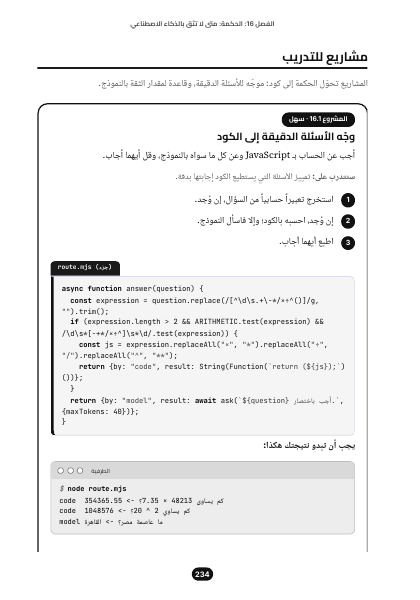 الفصل 16: الحكمة: متى لا تثق بالذكاء الاصطناعي
مشاريع للتدريب
المشاريع تحوّل الحكمة إلى كود: موجّه للأسئلة الدقيقة، وقاعدة لمقدار الثقة بالنموذج.
المشروع 16.1 · سهل
وجّه الأسئلة الدقيقة إلى الكود
أجب عن الحساب بـ JavaScript وعن كل ما سواه بالنموذج، وقل أيهما أجاب.
ستتدرب على: تمييز الأسئلة التي يستطيع الكود إجابتها بدقة.
1 استخرج تعبيراً حسابياً من السؤال، إن وُجد.
2 إن وُجد، احسبه بالكود؛ وإلا فاسأل النموذج.
3 اطبع أيهما أجاب.
route.mjs (جزء)
async function answer(question) {
const expression = question.replace(/[^\d\s.+\-*/×÷^()]/g,
"").trim();
if (expression.length > 2 && ARITHMETIC.test(expression) &&
/\d\s*[-+*/×÷^]\s*\d/.test(expression)) {
const js = expression.replaceAll("×", "*").replaceAll("÷",
"/").replaceAll("^", "**");
return {by: "code", result: String(Function(`return (${js});`)
())};
}
return {by: "model", result: await ask(`${question} أجب باختصار.`,
{maxTokens: 40})};
}
يجب أن تبدو نتيجتك هكذا:
الطرفية
$ node route.mjs
code كم يساوي 48213 × 7.35؟ -> 354365.55
code كم يساوي 2 ^ 20؟ -> 1048576
model ما عاصمة مصر؟ -> القاهرة
234